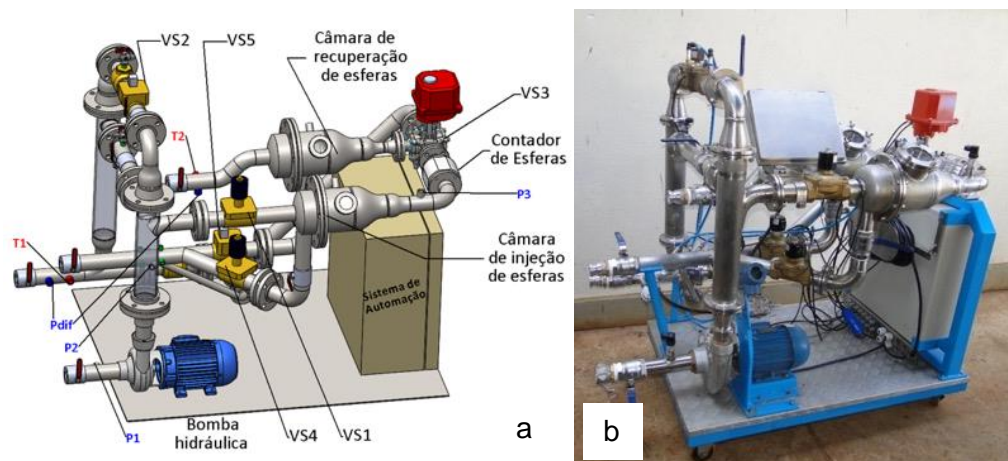 VS2
VS5
Câmara de
recuperação
de esferas
VS3
T2
Contador
de Esferas
P3
T1
Câmara
de injeção
de esferas
Sistema de
Automação
Pdif
P2
P1
Bomba
hidráulica
VS4
VS1
a
b